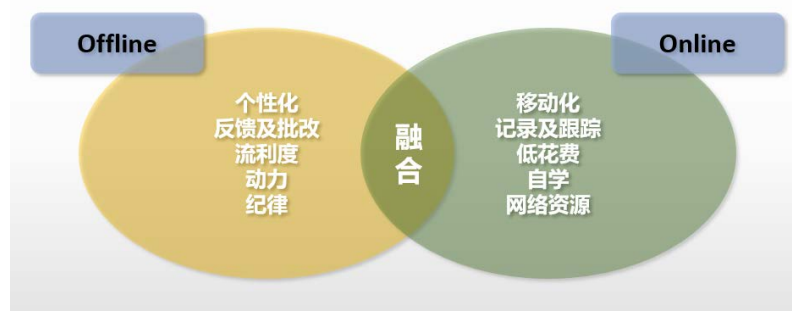 Offline
Online
个性化
反馈及批改
流利度
动力
纪律
融
合
移动化
记录及跟踪
低花费
自学
网络资源